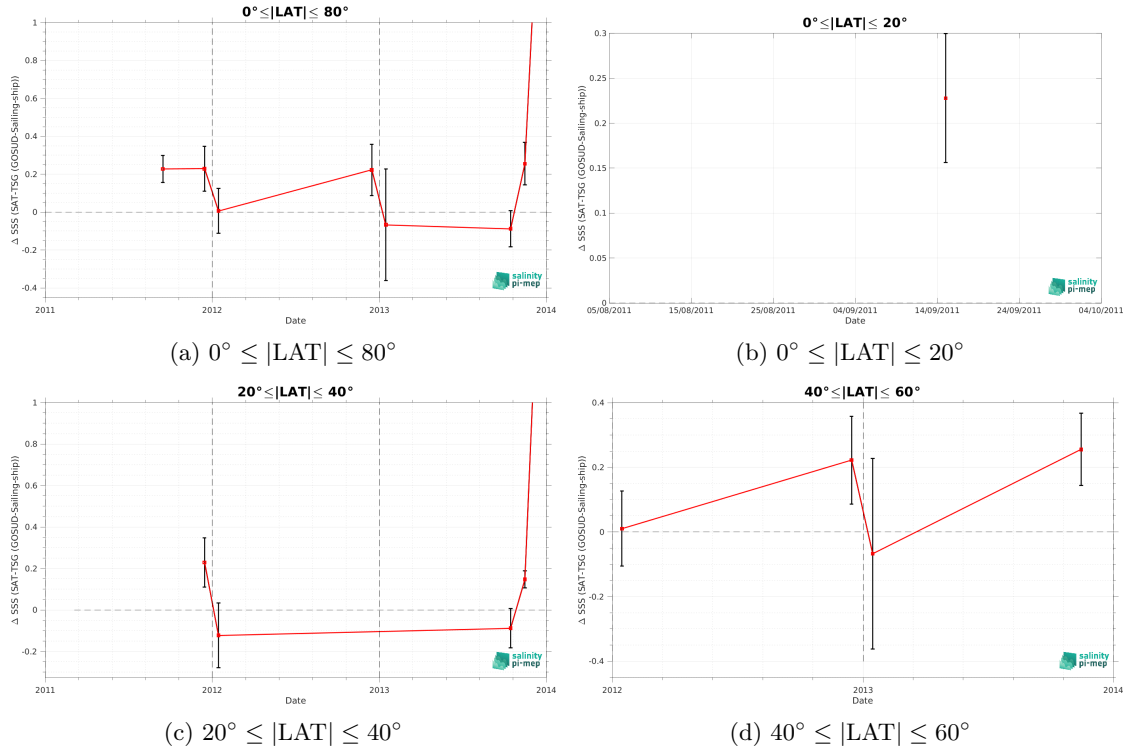 0°≤|LAT|≤ 80°
Δ SSS (SAT-TSG (GOSUD-Sailing-ship))
1
0.8
0.6
0.4
0.2
0
-0.2
-0.4
2011
2012
2013
2014
Date
salinity
pi-mep
(a) 0° ≤ |LAT| ≤ 80°
0°≤|LAT|≤ 20°
Δ SSS (SAT-TSG (GOSUD-Sailing-ship))
0.3
0.25
0.2
0.15
0.1
0.05
0
05/08/2011
15/08/2011
25/08/2011
04/09/2011
14/09/2011
24/09/2011
04/10/2011
Date
salinity
pi-mep
(b) 0° ≤ |LAT| ≤ 20°
20°≤|LAT|≤ 40°
Δ SSS (SAT-TSG (GOSUD-Sailing-ship))
1
0.8
0.6
0.4
0.2
0
-0.2
2011
2012
2013
2014
Date
salinity
pi-mep
(c) 20° ≤ |LAT| ≤ 40°
40°≤|LAT|≤ 60°
Δ SSS (SAT-TSG (GOSUD-Sailing-ship))
0.4
0.2
0
-0.2
-0.4
2012
2013
2014
Date
salinity
pi-mep
(d) 40° ≤ |LAT| ≤ 60°